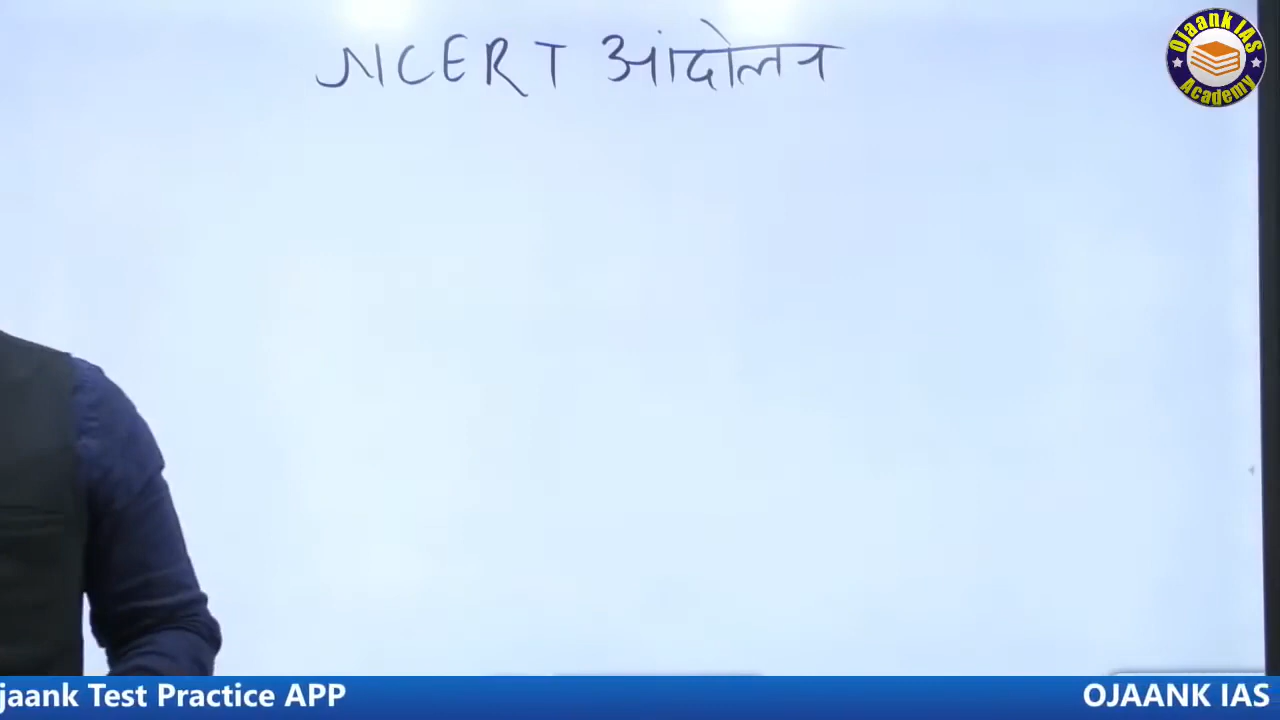 NCERT आंदोलन
Ojaank IAS
Academy
jaank Test Practice APP
OJAANK IAS